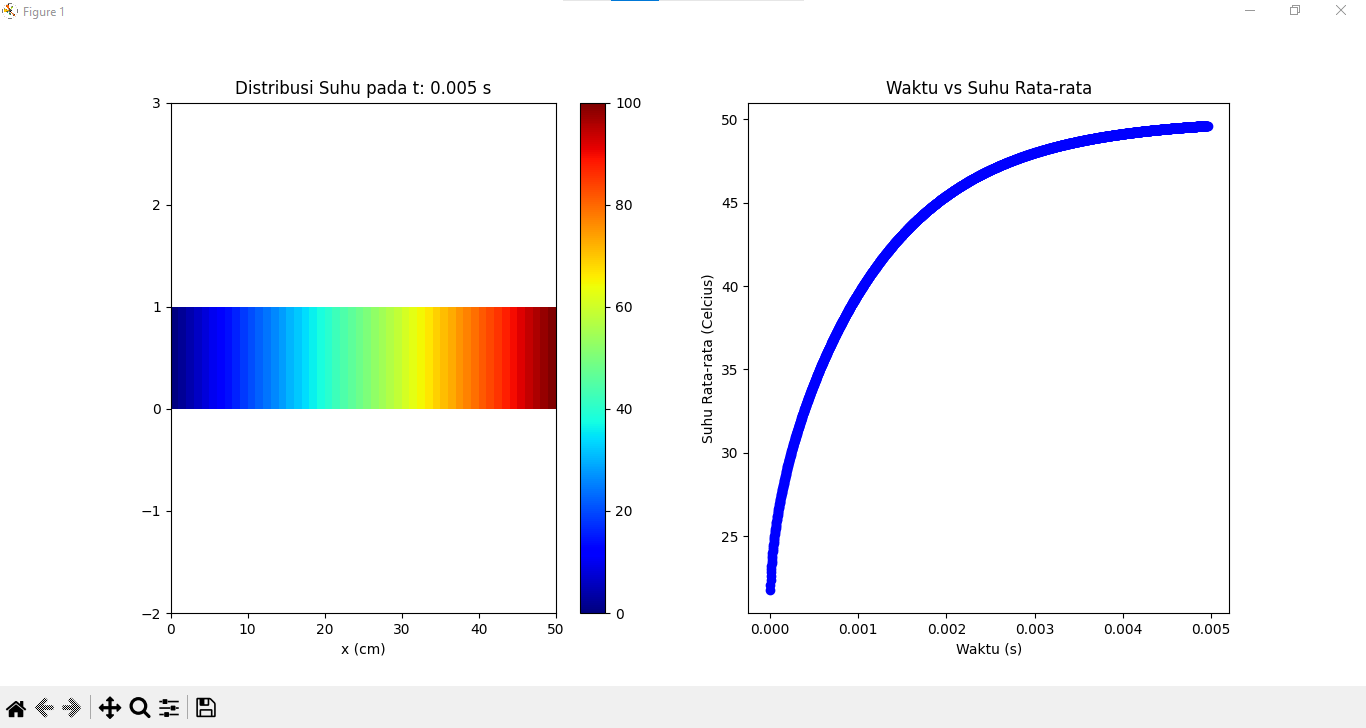 Figure 1
Distribusi Suhu pada t: 0.005 s
3
2
1
0
−1
−2
0 10 20 30 40 50
x (cm)
100
80
60
40
20
0
Waktu vs Suhu Rata-rata
Suhu Rata-rata (Celcius)
50
45
40
35
30
25
0.000 0.001 0.002 0.003 0.004 0.005
Waktu (s)